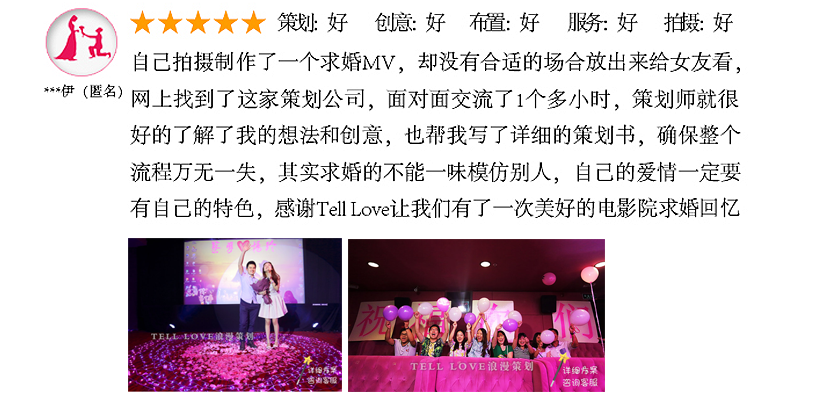 策划: 好 创意: 好 布置: 好 服务: 好 拍摄: 好
自己拍摄制作了一个求婚MV，却没有合适的场合放出来给女友看，
***伊（匿名）
网上找到了这家策划公司，面对面交流了1个多小时，策划师就很
好的了解了我的想法和创意，也帮我写了详细的策划书，确保整个
流程万无一失，其实求婚的不能一味模仿别人，自己的爱情一定要
有自己的特色，感谢Tell Love让我们有了一次美好的电影院求婚回忆
TELL LOVE浪漫策划
详细方案
咨询客服
祝 们
TELL LOVE浪漫策划
详细方案
咨询客服